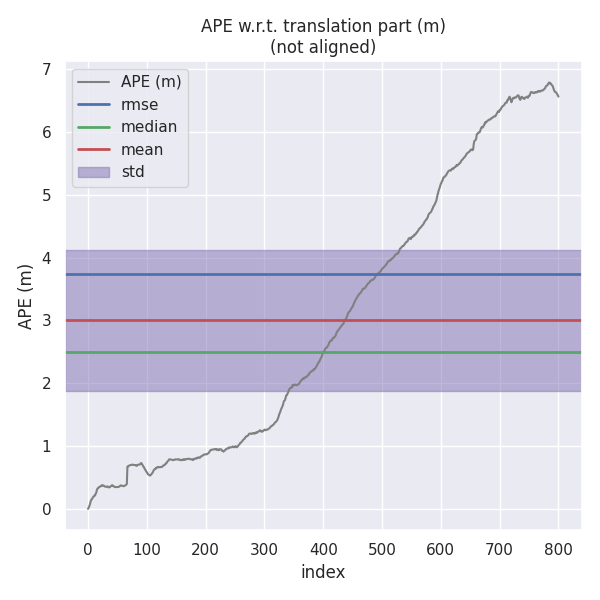 APE w.r.t. translation part (m)
(not aligned)
APE (m)
rmse
median
mean
std
APE (m)
7
6
5
4
3
2
1
0
0 100 200 300 400 500 600 700 800
index